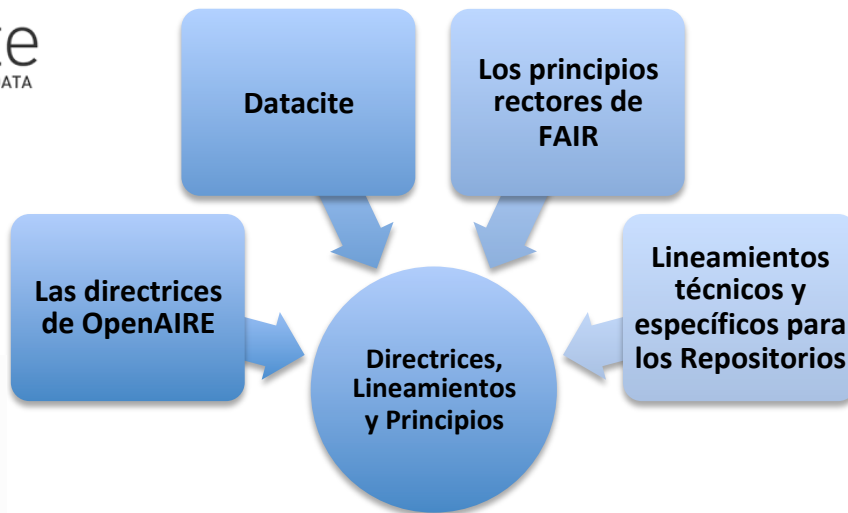 ATA
Datacite
Los principios
rectores de
FAIR
Las directrices
de OpenAIRE
Lineamientos
técnicos y
específicos para
los Repositorios
Directrices,
Lineamientos
y Principios